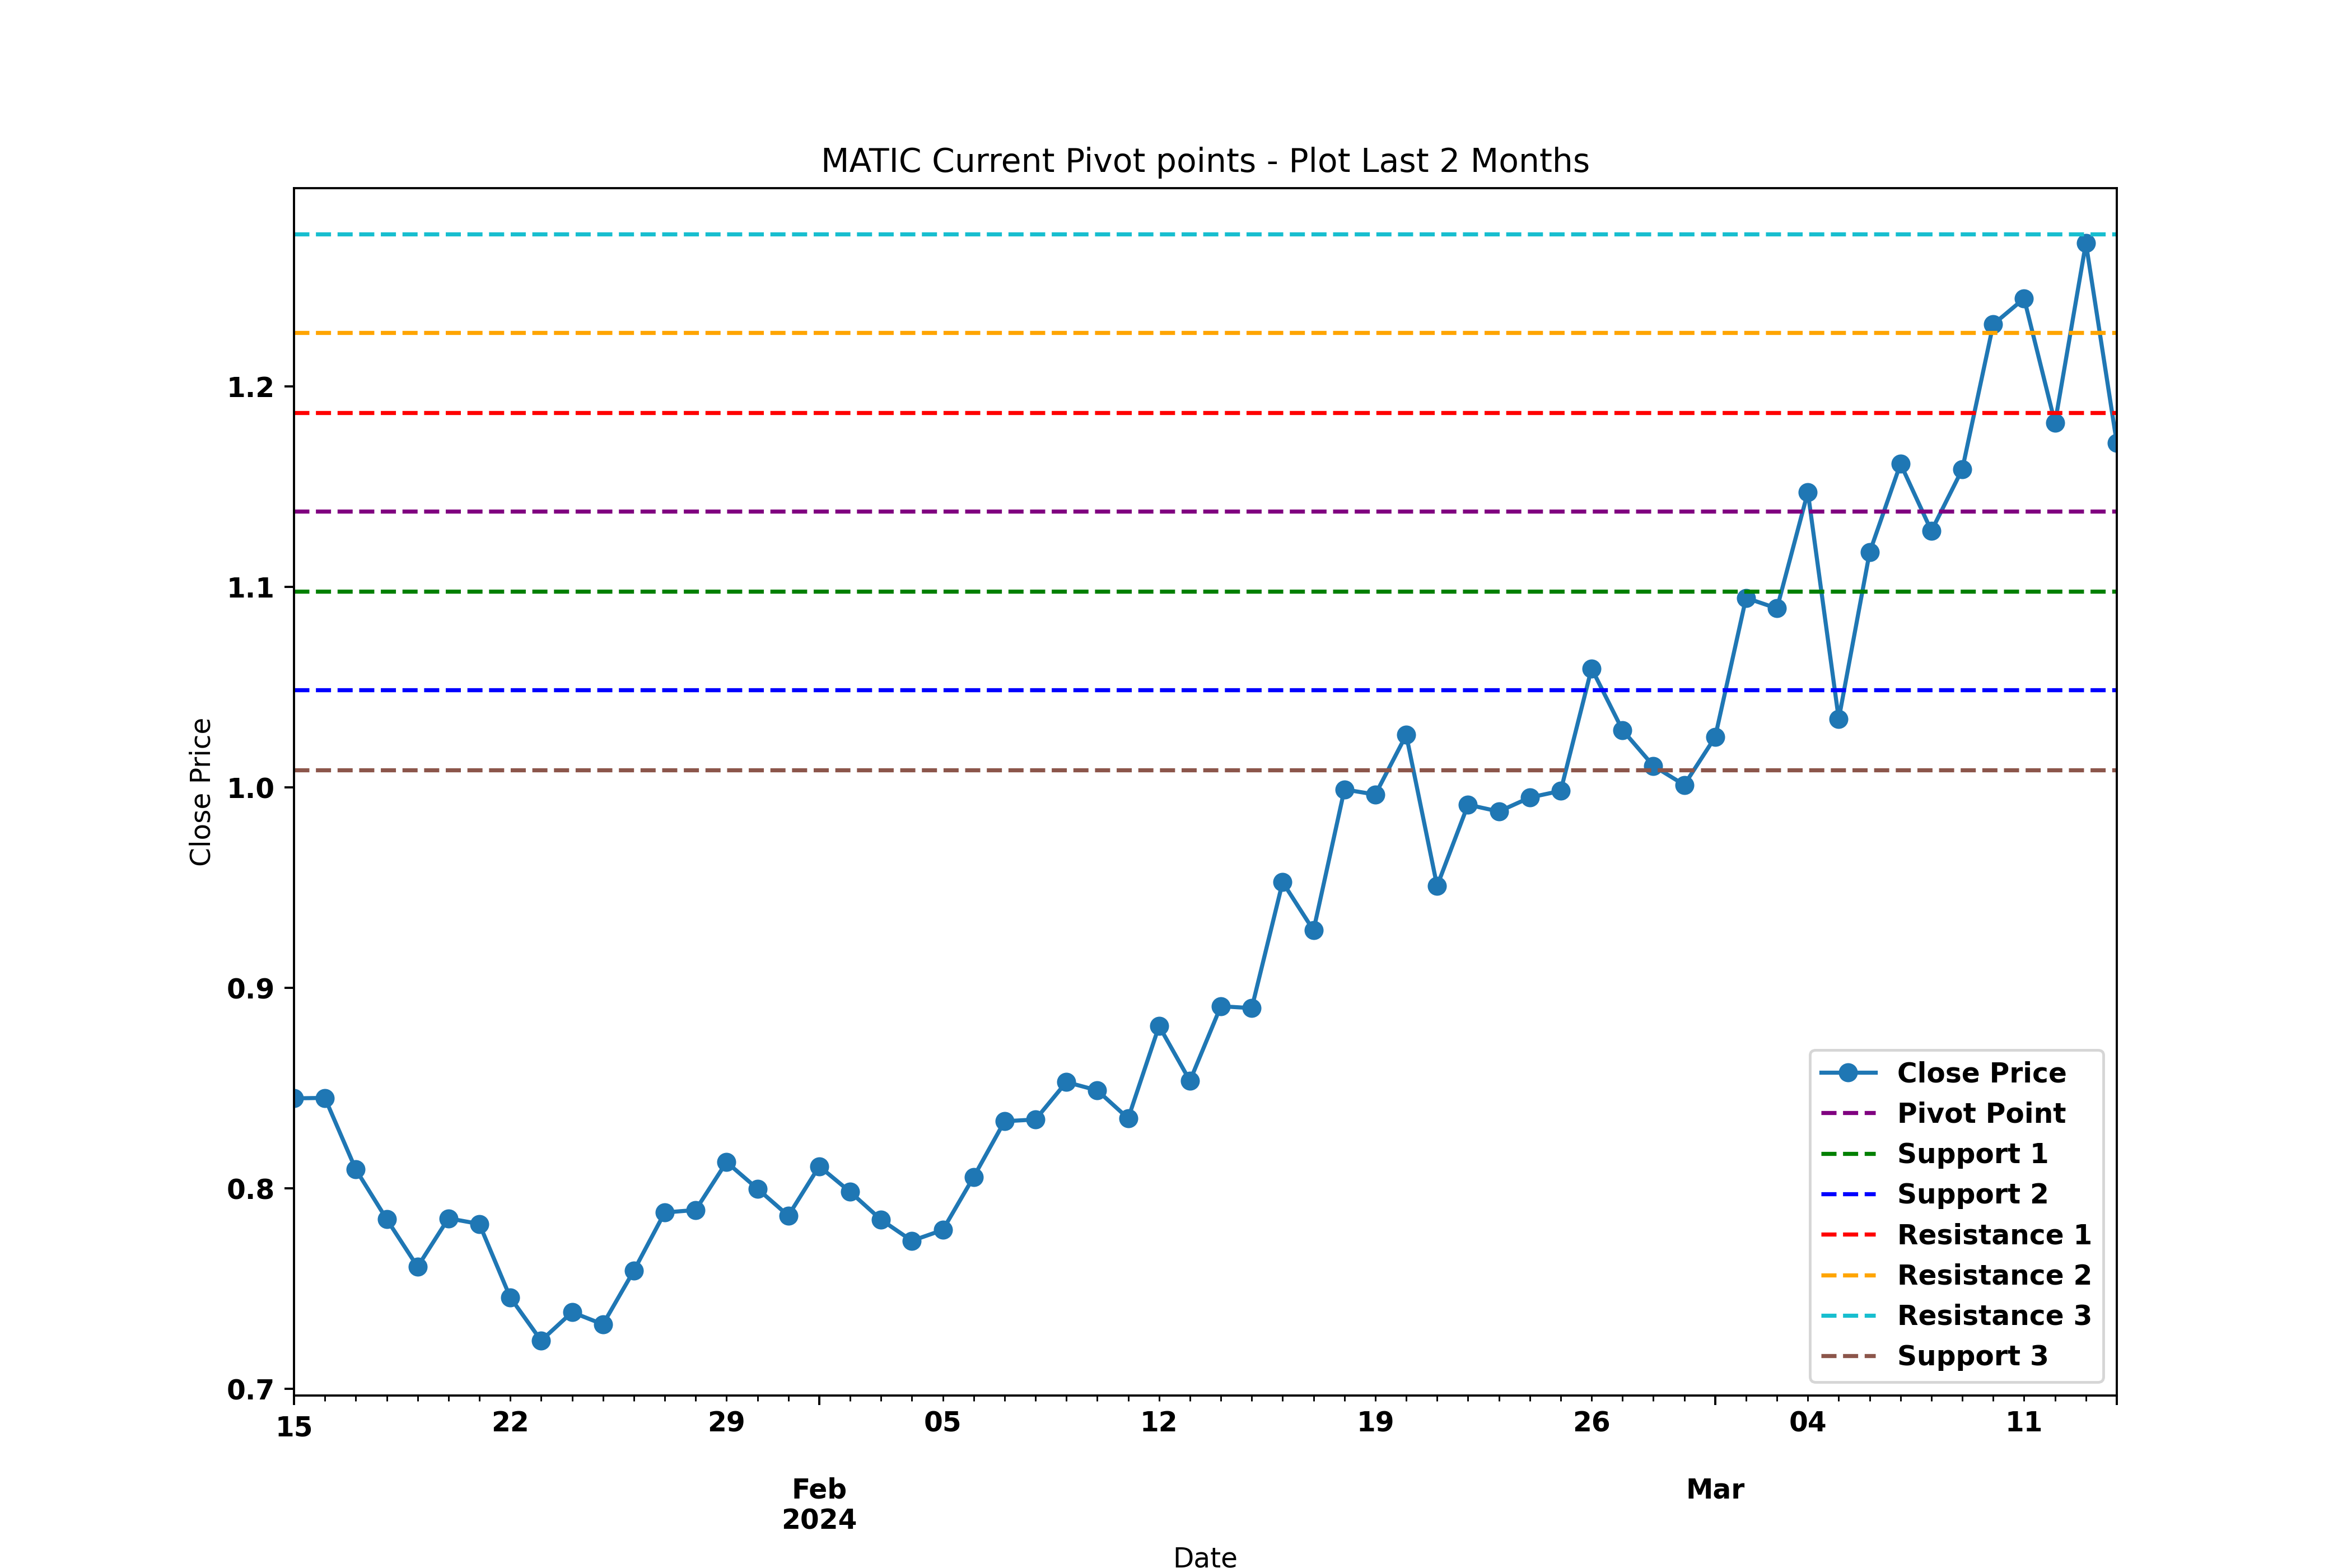 MATIC Current Pivot points - Plot Last 2 Months
Close Price
1.2
1.1
1.0
0.9
0.8
0.7
Close Price
Pivot Point
Support 1
Support 2
Resistance 1
Resistance 2
Resistance 3
Support 3
15 22 29 05 12 19 26 04 11
Feb Mar
2024
Date